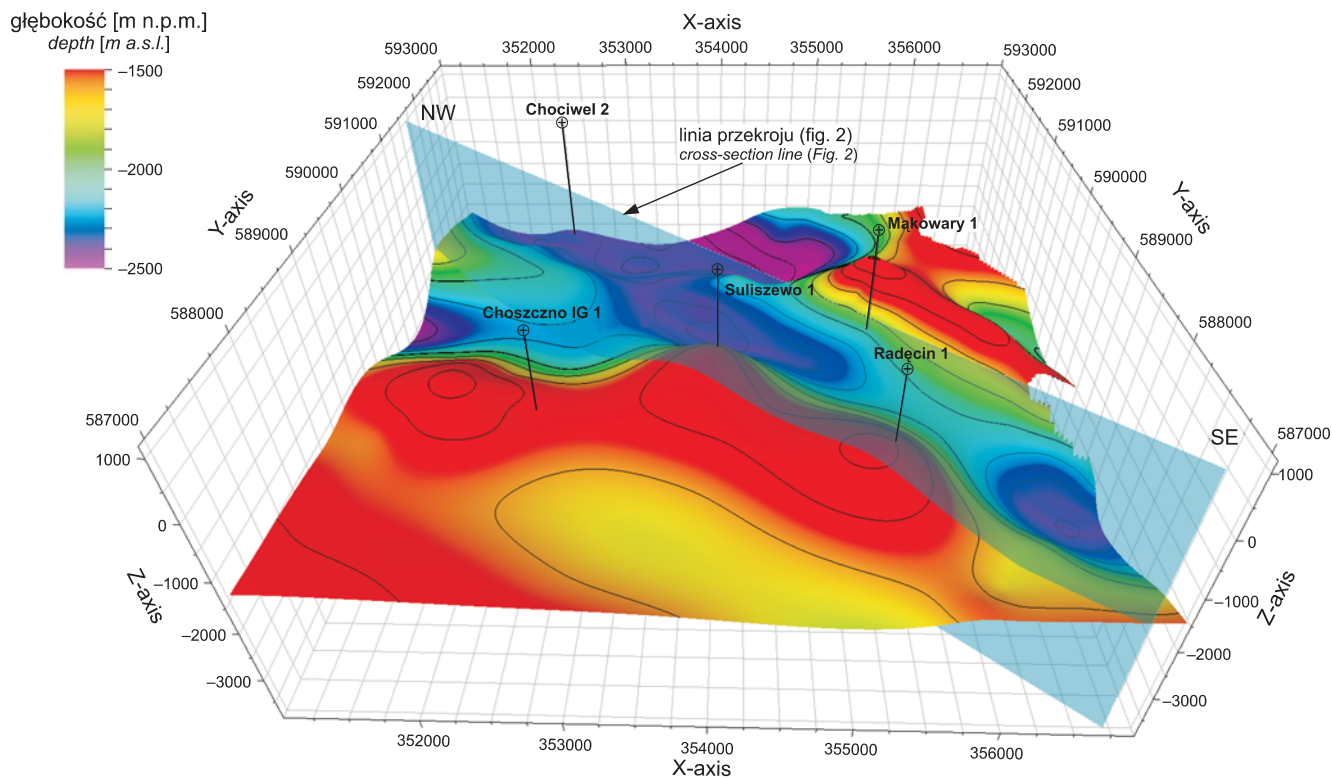 głębokość [m n.p.m.]
depth [m a.s.l.]
–1500
–2000
–2500
X-axis
593000
352000
353000
354000
355000
356000
593000
592000
592000
591000
591000
590000
590000
589000
589000
588000
588000
587000
587000
Y-axis
Y-axis
NW
Chociwel 2
linia przekroju (fig. 2)
cross-section line (Fig. 2)
Mąkowary 1
Suliszewo 1
Choszczno IG 1
Radęcin 1
SE
1000
0
–1000
–2000
–3000
Z-axis
1000
0
–1000
–2000
–3000
Z-axis
352000
353000
354000
355000
356000
X-axis